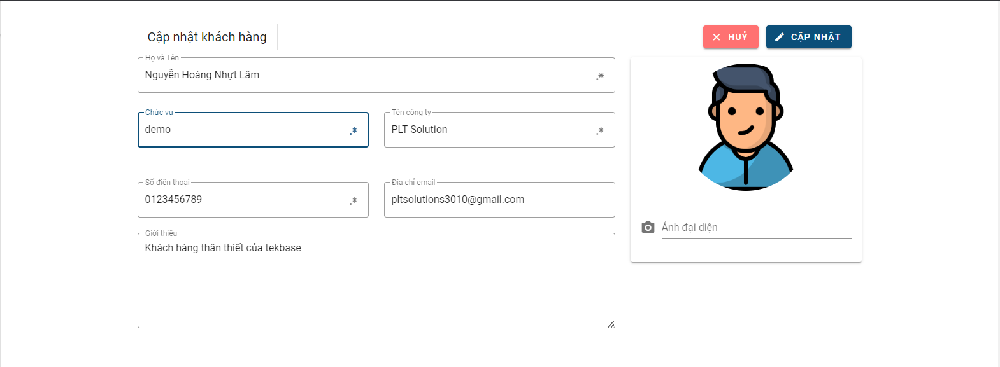 Cập nhật khách hàng
HUỶ
CẬP NHẬT
Họ và Tên
Nguyễn Hoàng Nhựt Lâm
.*
Chức vụ
demo
.*
Tên công ty
PLT Solution
.*
Số điện thoại
0123456789
.*
Địa chỉ email
pltsolutions3010@gmail.com
Giới thiệu
Khách hàng thân thiết của tekbase
Ảnh đại diện